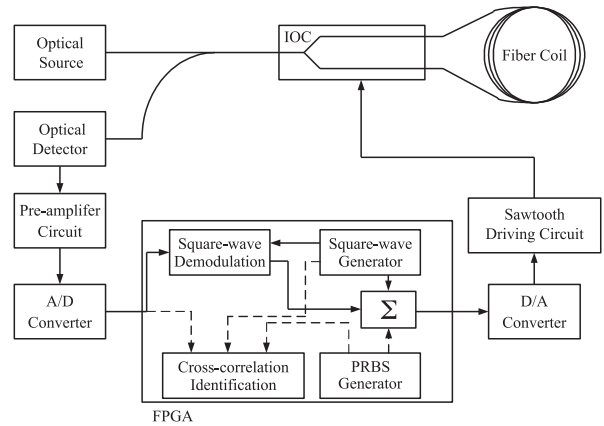 Optical
Source
IOC
Fiber Coil
Optical
Detector
Pre-amplifer
Circuit
Sawtooth
Driving Circuit
Square-wave
Demodulation
Square-wave
Generator
A/D
Converter
Σ
D/A
Converter
Cross-correlation
Identification
PRBS
Generator
FPGA